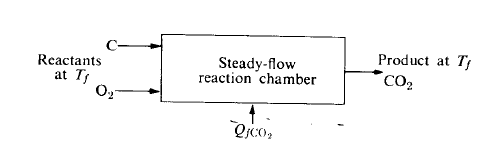 C
Reactants
at T_f
O₂
Steady-flow
reaction chamber
Product at T_f
CO₂
Q_fCO₂